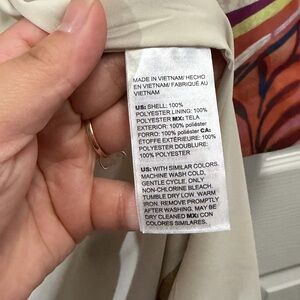 MADE IN VIETNAM/ HECHO
EN VIETNAM/ FABRIQUÉ AU
VIETNAM
US: SHELL: 100%
POLYESTER LINING: 100%
POLYESTER MX: TELA
EXTERIOR: 100% poliéster
FORRO: 100% poliéster CA:
ÉTOFFE EXTÉRIEURE: 100%
POLYESTER DOUBLURE:
100% POLYESTER
US: WITH SIMILAR COLORS.
MACHINE WASH COLD,
GENTLE CYCLE. ONLY
NON-CHLORINE BLEACH.
TUMBLE DRY LOW. WARM
IRON. REMOVE PROMPTLY
AFTER WASHING. MAY BE
DRY CLEANED MX: CON
COLORES SIMILARES.